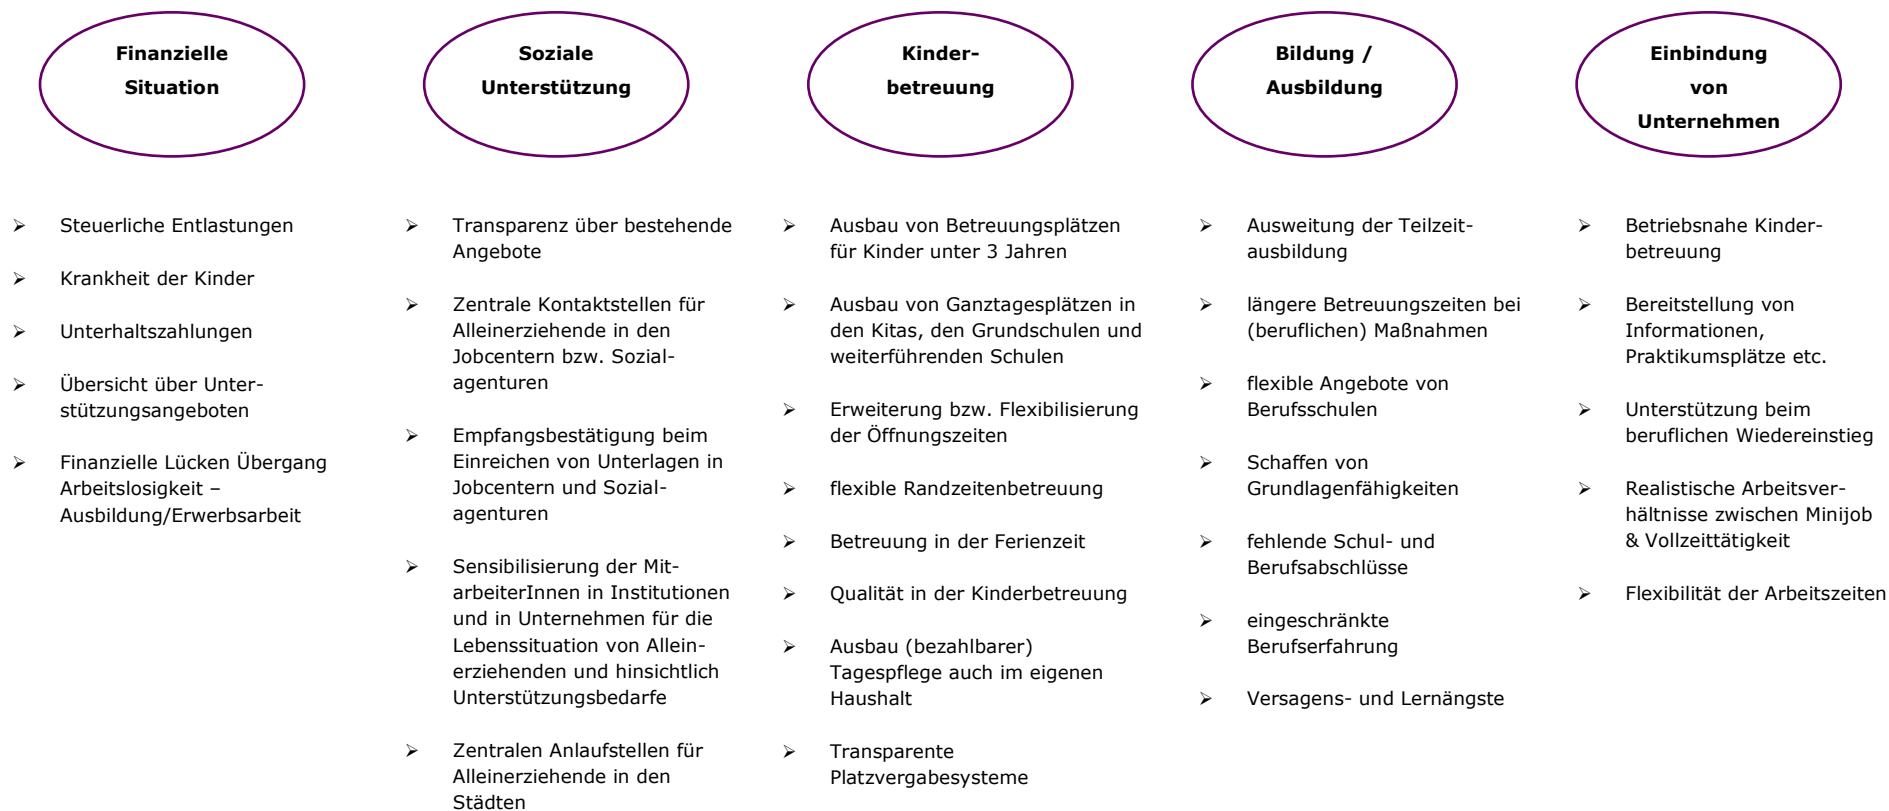 Finanzielle
Situation
Steuerliche Entlastungen
Krankheit der Kinder
Unterhaltszahlungen
Übersicht über Unter-
stützungsangeboten
Finanzielle Lücken Übergang
Arbeitslosigkeit –
Ausbildung/Erwerbsarbeit
Soziale
Unterstützung
Transparenz über bestehende
Angebote
Zentrale Kontaktstellen für
Alleinerziehende in den
Jobcentern bzw. Sozial-
agenturen
Empfangsbestätigung beim
Einreichen von Unterlagen in
Jobcentern und Sozial-
agenturen
Sensibilisierung der Mit-
arbeiterInnen in Institutionen
und in Unternehmen für die
Lebenssituation von Allein-
erziehenden und hinsichtlich
Unterstützungsbedarfe
Zentralen Anlaufstellen für
Alleinerziehende in den
Städten
Kinder-
betreuung
Ausbau von Betreuungsplätzen
für Kinder unter 3 Jahren
Ausbau von Ganztagesplätzen in
den Kitas, den Grundschulen und
weiterführenden Schulen
Erweiterung bzw. Flexibilisierung
der Öffnungszeiten
flexible Randzeitenbetreuung
Betreuung in der Ferienzeit
Qualität in der Kinderbetreuung
Ausbau (bezahlbarer)
Tagespflege auch im eigenen
Haushalt
Transparente
Platzvergabesysteme
Bildung /
Ausbildung
Ausweitung der Teilzeit-
ausbildung
längere Betreuungszeiten bei
(beruflichen) Maßnahmen
flexible Angebote von
Berufsschulen
Schaffen von
Grundlagenfähigkeiten
fehlende Schul- und
Berufsabschlüsse
eingeschränkte
Berufserfahrung
Versagens- und Lernängste
Einbindung
von
Unternehmen
Betriebsnahe Kinder-
betreuung
Bereitstellung von
Informationen,
Praktikumsplätze etc.
Unterstützung beim
beruflichen Wiedereinstieg
Realistische Arbeitsver-
hältnisse zwischen Minijob
& Vollzeittätigkeit
Flexibilität der Arbeitszeiten